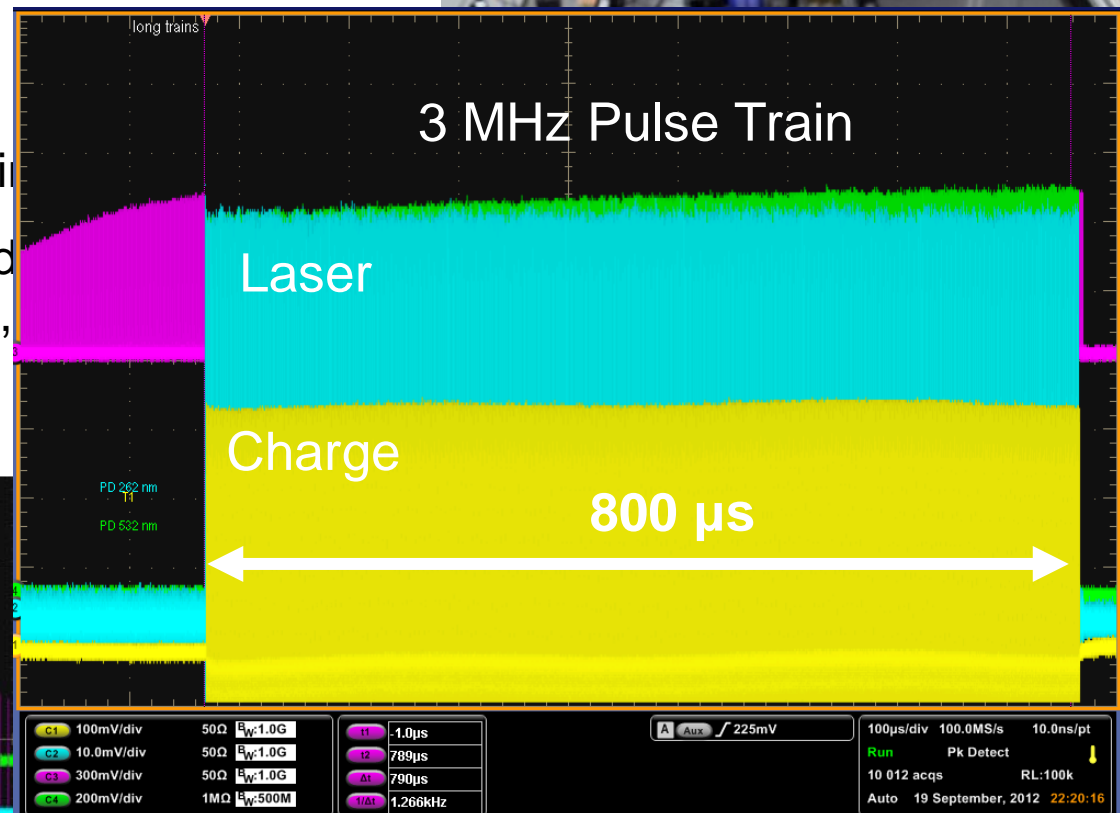 long trains
3 MHz Pulse Train
Laser
Charge
PD 262 nm
T1
PD 532 nm
800 µs
C1 100mV/div 50Ω BW:1.0G
C2 10.0mV/div 50Ω BW:1.0G
C3 300mV/div 50Ω BW:1.0G
C4 200mV/div 1MΩ BW:500M
t1 -1.0µs
t2 789µs
Δt 790µs
1/Δt 1.266kHz
A Aux 225mV
100µs/div 100.0MS/s 10.0ns/pt
Run Pk Detect
10 012 acqs RL:100k
Auto 19 September, 2012 22:20:16